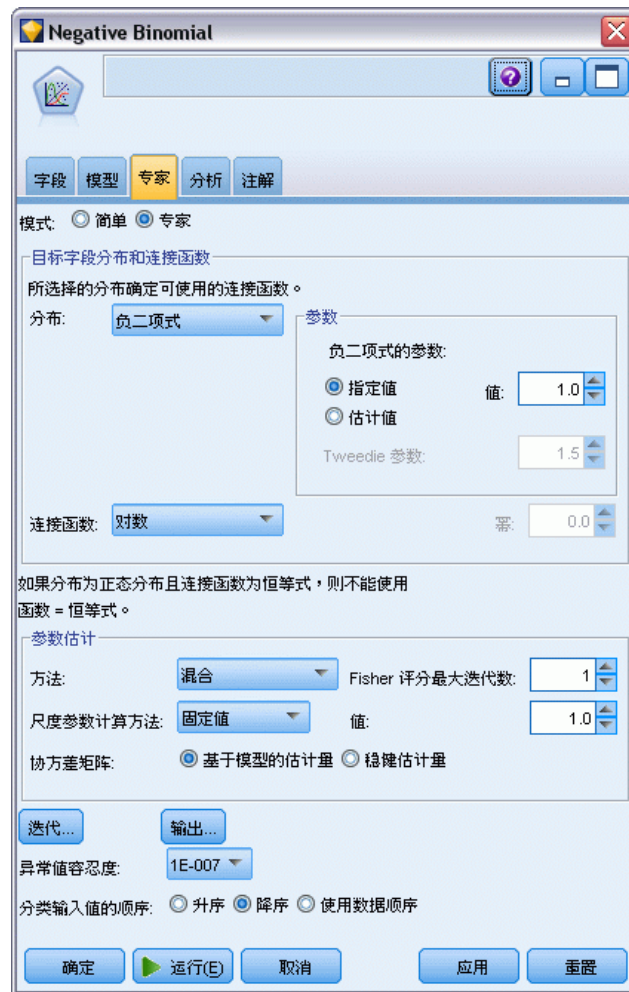 Negative Binomial
字段 模型 专家 分析 注解
模式: 简单 专家
目标字段分布和连接函数
所选择的分布确定可使用的连接函数。
分布: 负二项式
参数
负二项式的参数:
指定值 值: 1.0
估计值
Tweedie 参数: 1.5
连接函数: 对数 幂: 0.0
如果分布为正态分布且连接函数为恒等式,则不能使用
函数 = 恒等式。
参数估计
方法: 混合 Fisher 评分最大迭代数: 1
尺度参数计算方法: 固定值 值: 1.0
协方差矩阵: 基于模型的估计量 稳健估计量
迭代... 输出...
异常值容忍度: 1E-007
分类输入值的顺序: 升序 降序 使用数据顺序
确定 运行(E) 取消 应用 重置